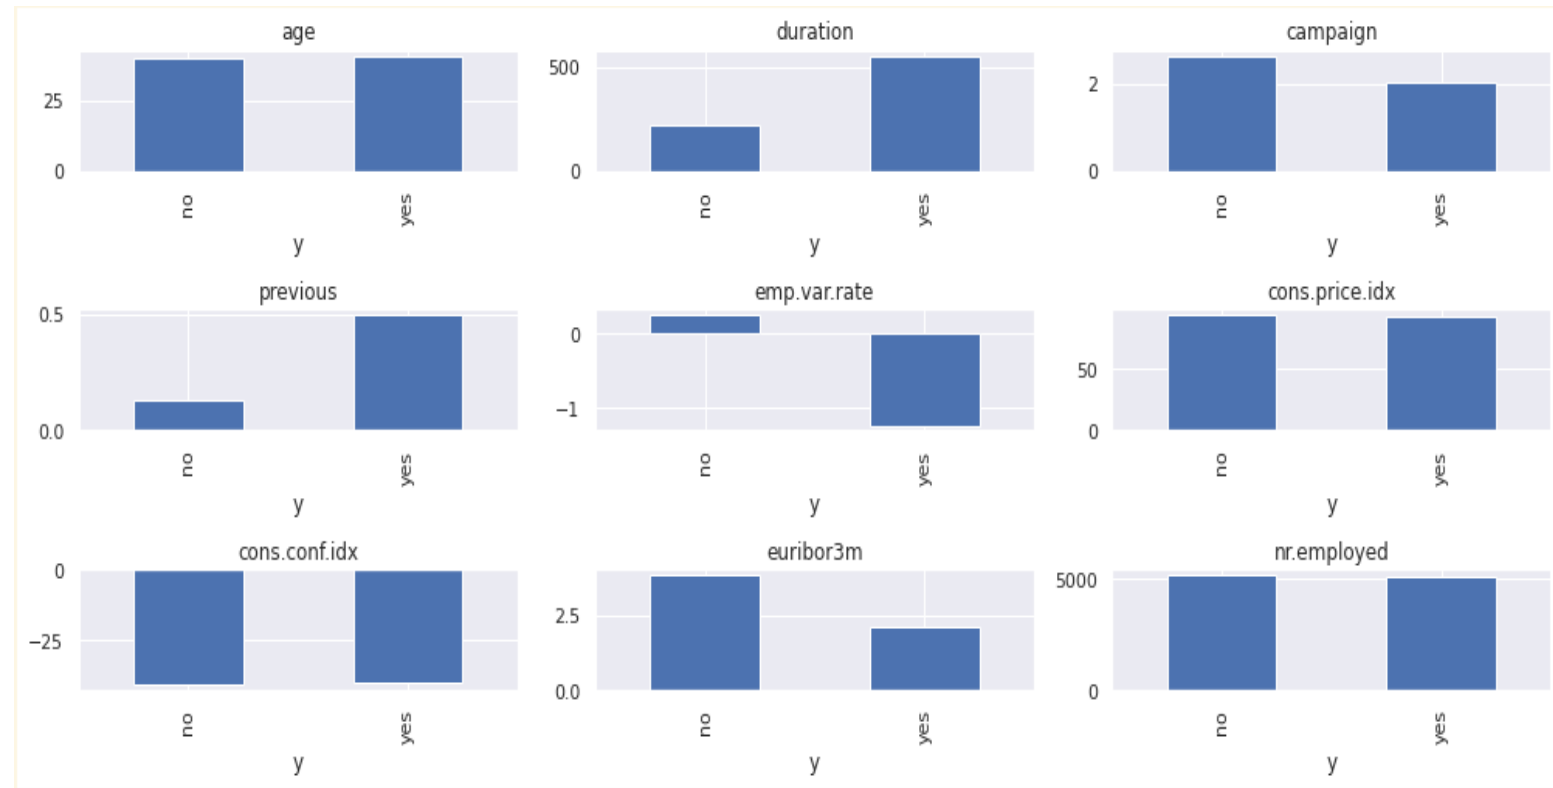 age
duration
campaign
25
0
500
0
2
0
no
yes
no
yes
no
yes
y
y
y
previous
emp.var.rate
cons.price.idx
0.5
0.0
0
−1
50
0
no
yes
no
yes
no
yes
y
y
y
cons.conf.idx
euribor3m
nr.employed
0
−25
2.5
0.0
5000
0
no
yes
no
yes
no
yes
y
y
y